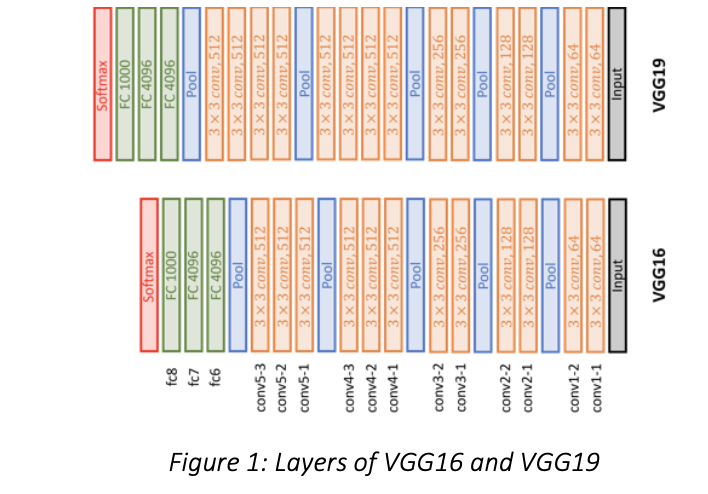 Softmax
FC 1000
FC 4096
FC 4096
Pool
3 × 3 conv, 512
3 × 3 conv, 512
3 × 3 conv, 512
3 × 3 conv, 512
Pool
3 × 3 conv, 512
3 × 3 conv, 512
3 × 3 conv, 512
3 × 3 conv, 512
Pool
3 × 3 conv, 256
3 × 3 conv, 256
Pool
3 × 3 conv, 128
3 × 3 conv, 128
Pool
3 × 3 conv, 64
3 × 3 conv, 64
Input
VGG19
Softmax
FC 1000
FC 4096
FC 4096
Pool
3 × 3 conv, 512
3 × 3 conv, 512
3 × 3 conv, 512
Pool
3 × 3 conv, 512
3 × 3 conv, 512
3 × 3 conv, 512
Pool
3 × 3 conv, 256
3 × 3 conv, 256
Pool
3 × 3 conv, 128
3 × 3 conv, 128
Pool
3 × 3 conv, 64
3 × 3 conv, 64
Input
VGG16
fc8
fc7
fc6
conv5-3
conv5-2
conv5-1
conv4-3
conv4-2
conv4-1
conv3-2
conv3-1
conv2-2
conv2-1
conv1-2
conv1-1
Figure 1: Layers of VGG16 and VGG19